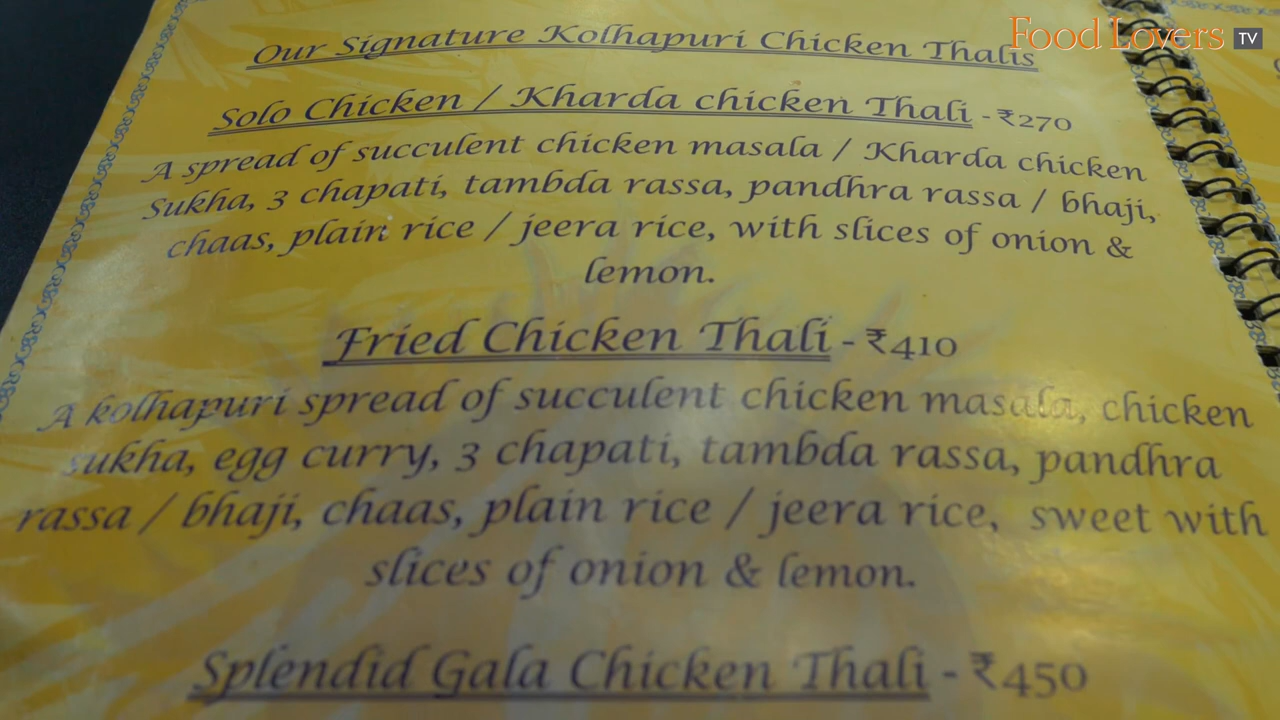 Food Lovers TV
Our Signature Kolhapuri Chicken Thalis
Solo Chicken / Kharda chicken Thali - ₹270
A spread of succulent chicken masala / Kharda chicken
Sukha, 3 chapati, tambda rassa, pandhra rassa / bhaji,
chaas, plain rice / jeera rice, with slices of onion &
lemon.
Fried Chicken Thali - ₹410
A kolhapuri spread of succulent chicken masala, chicken
sukha, egg curry, 3 chapati, tambda rassa, pandhra
rassa / bhaji, chaas, plain rice / jeera rice, sweet with
slices of onion & lemon.
Splendid Gala Chicken Thali - ₹450